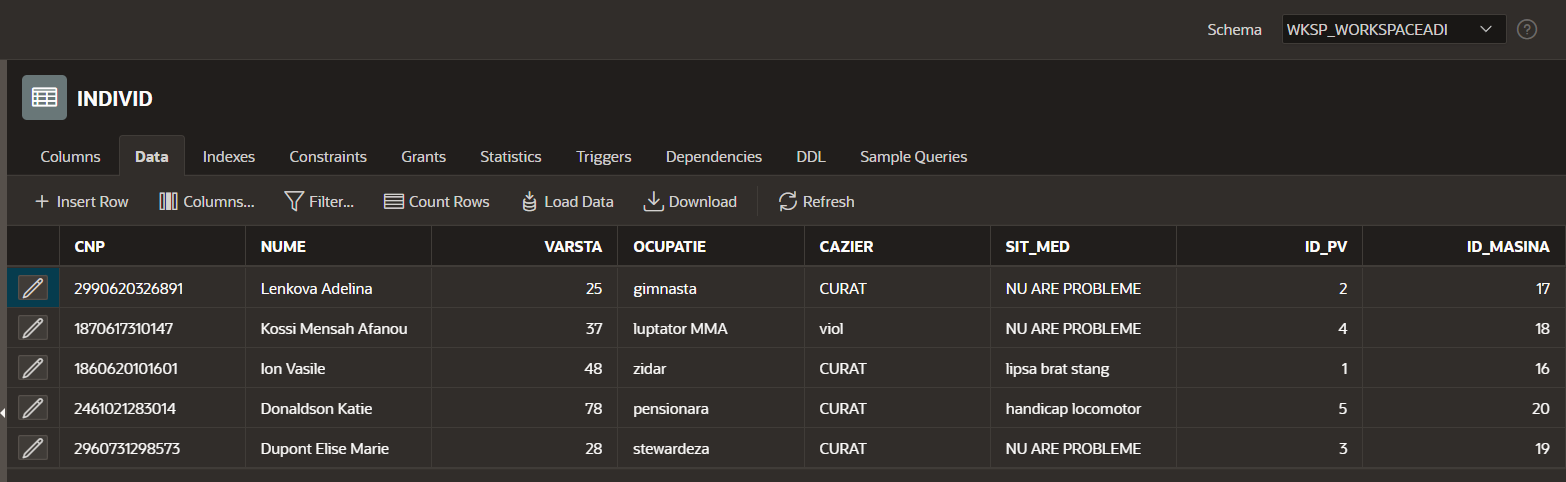 Schema WKSP_WORKSPACEADI ?
INDIVID
Columns Data Indexes Constraints Grants Statistics Triggers Dependencies DDL Sample Queries
+ Insert Row Columns... Filter... Count Rows Load Data Download Refresh
CNP NUME VARSTA OCUPATIE CAZIER SIT_MED ID_PV ID_MASINA
2990620326891 Lenkova Adelina 25 gimnasta CURAT NU ARE PROBLEME 2 17
1870617310147 Kossi Mensah Afanou 37 luptator MMA viol NU ARE PROBLEME 4 18
1860620101601 Ion Vasile 48 zidar CURAT lipsa brat stang 1 16
2461021283014 Donaldson Katie 78 pensionara CURAT handicap locomotor 5 20
2960731298573 Dupont Elise Marie 28 stewardeza CURAT NU ARE PROBLEME 3 19